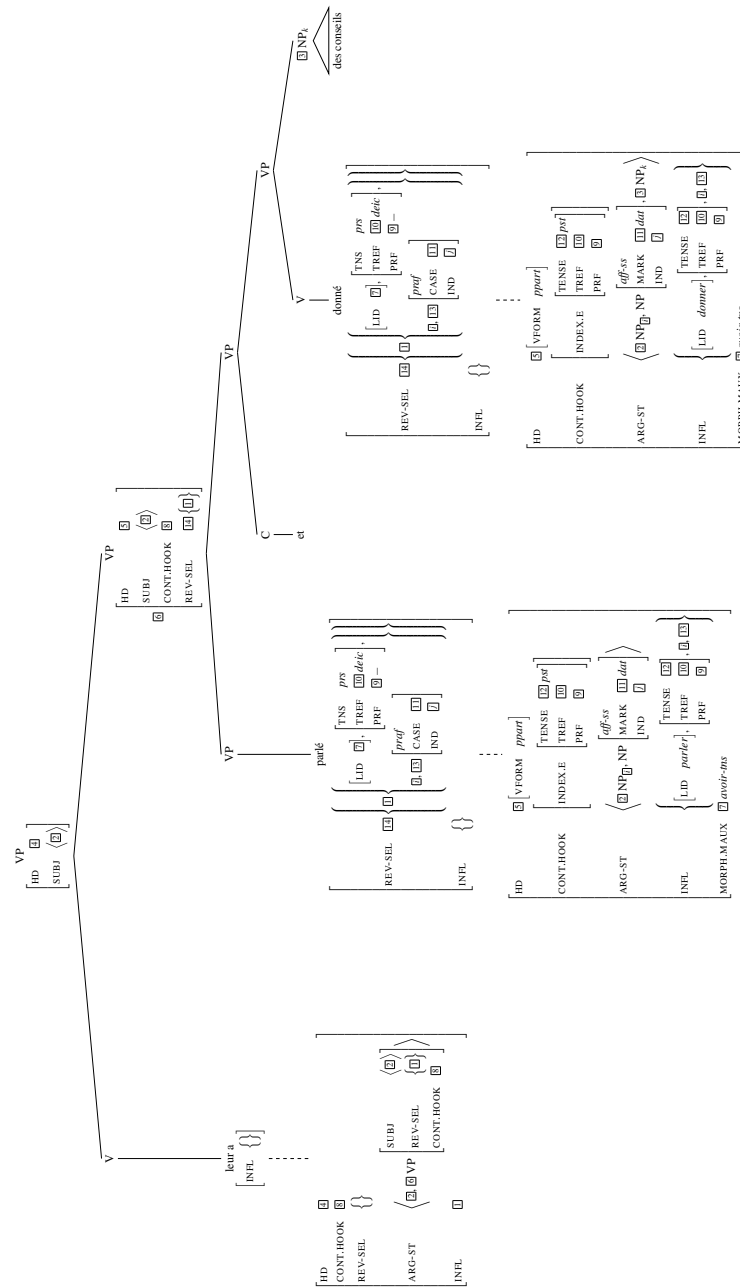 VP
[HD 4
SUBJ ⟨2⟩]
V
leur a
[INFL {}]
[HD 4
CONT.HOOK 8
REV-SEL {}
ARG-ST ⟨2, 6 VP [SUBJ ⟨2⟩
REV-SEL {1}
CONT.HOOK 8]⟩
INFL 1]
VP
6 [HD 5
SUBJ ⟨2⟩
CONT.HOOK 8
REV-SEL 14 {1}]
VP
parlé
[REV-SEL 14 {1 {[LID 7], [TNS prs
TREF 10 deic
PRF 9 –],
i, 13 [praf
CASE 11
IND j]}}
INFL {}]
[HD 5 [VFORM ppart]
CONT.HOOK [INDEX.E [TENSE 12 pst
TREF 10
PRF 9]]
ARG-ST ⟨2 NP i, NP [aff-ss
MARK 11 dat
IND j]⟩
INFL {[LID parler], [TENSE 12
TREF 10
PRF 9], i, 13}
MORPH.MAUX 7 avoir-tns]
VP
C
et
VP
V
donné
[REV-SEL 14 {1 {[LID 7], [TNS prs
TREF 10 deic
PRF 9 –],
i, 13 [praf
CASE 11
IND j]}}
INFL {}]
[HD 5 [VFORM ppart]
CONT.HOOK [INDEX.E [TENSE 12 pst
TREF 10
PRF 9]]
ARG-ST ⟨2 NP i, NP [aff-ss
MARK 11 dat
IND j], 3 NPk⟩
INFL {[LID donner], [TENSE 12
TREF 10
PRF 9], i, 13}
3 NPk
des conseils